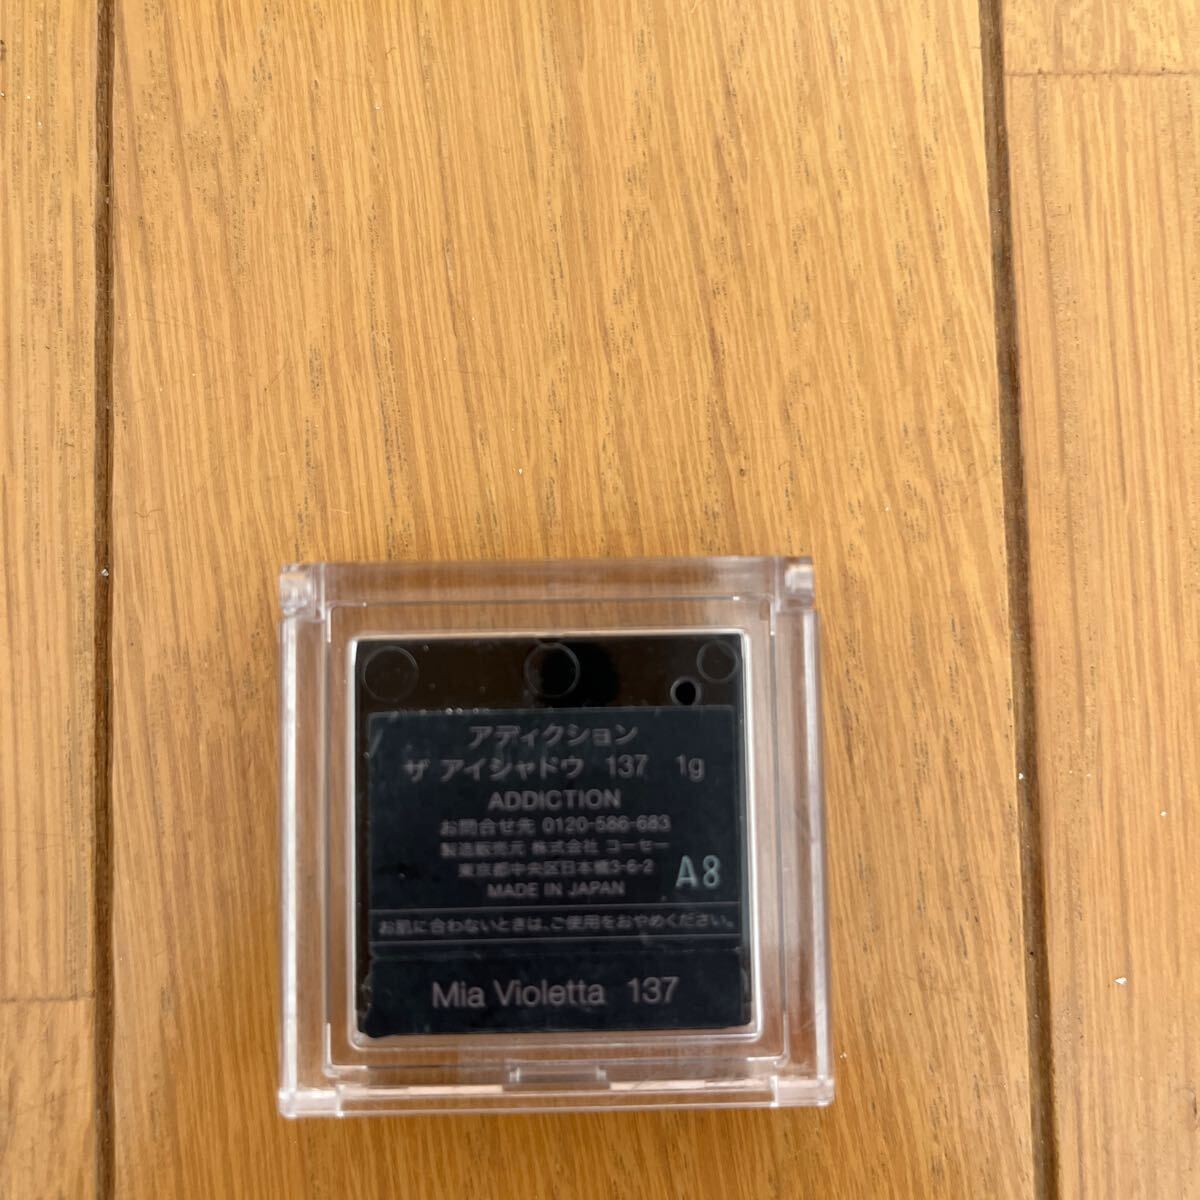 アディクション
ザ アイシャドウ 137 1g
ADDICTION
お問合せ先 0120-586-683
製造販売元 株式会社 コーセー
東京都中央区日本橋3-6-2
MADE IN JAPAN
A8
お肌に合わないときは、ご使用をおやめください。
Mia Violetta 137